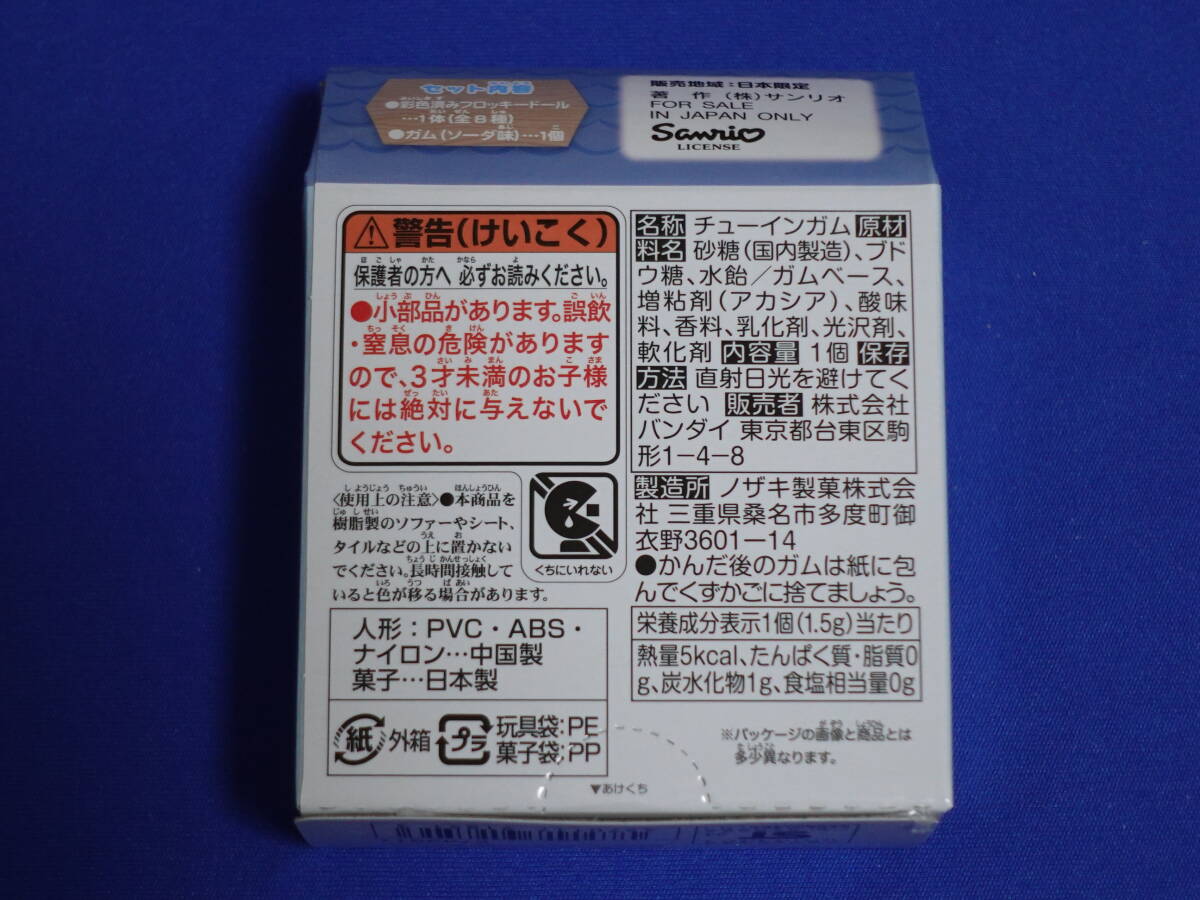 セット内容
●彩色済みフロッキードール
…1体(全8種)
●ガム(ソーダ味)…1個
販売地域:日本限定
著 作 (株)サンリオ
FOR SALE
IN JAPAN ONLY
Sanrio
LICENSE
警告(けいこく)
保護者の方へ 必ずお読みください。
●小部品があります。誤飲
・窒息の危険があります
ので、3才未満のお子様
には絶対に与えないで
ください。
〈使用上の注意〉●本商品を
樹脂製のソファーやシート、
タイルなどの上に置かない
でください。長時間接触して
いると色が移る場合があります。
くちにいれない
人形:PVC・ABS・
ナイロン…中国製
菓子…日本製
紙 外箱 プラ 玩具袋:PE
菓子袋:PP
名称 チューインガム 原材
料名 砂糖(国内製造)、ブド
ウ糖、水飴/ガムベース、
増粘剤(アカシア)、酸味
料、香料、乳化剤、光沢剤、
軟化剤 内容量 1個 保存
方法 直射日光を避けてく
ださい 販売者 株式会社
バンダイ 東京都台東区駒
形1-4-8
製造所 ノザキ製菓株式会
社 三重県桑名市多度町御
衣野3601-14
●かんだ後のガムは紙に包
んでくずかごに捨てましょう。
栄養成分表示1個(1.5g)当たり
熱量5kcal、たんぱく質・脂質0
g、炭水化物1g、食塩相当量0g
※パッケージの画像と商品とは
多少異なります。
▼あけくち